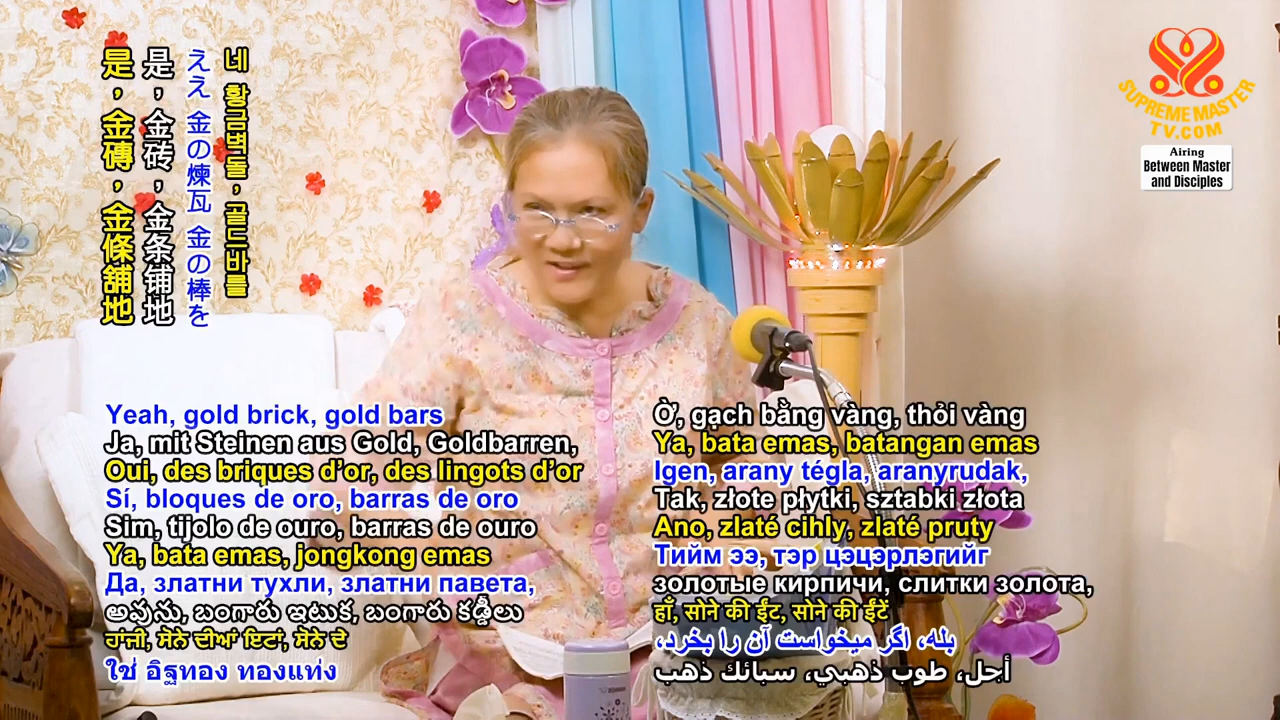 네 황금벽돌, 골드바를
ええ 金の煉瓦 金の棒を
是，金砖，金条铺地
是，金磚，金條舖地
SUPREME MASTER
TV.COM
Airing
Between Master
and Disciples
Yeah, gold brick, gold bars
Ja, mit Steinen aus Gold, Goldbarren,
Oui, des briques d’or, des lingots d’or
Sí, bloques de oro, barras de oro
Sim, tijolo de ouro, barras de ouro
Ya, bata emas, jongkong emas
Да, златни тухли, златни павета,
అవును, బంగారు ఇటుక, బంగారు కడ్డీలు
ਹਾਂਜੀ, ਸੋਨੇ ਦੀਆਂ ਇਟਾਂ, ਸੋਨੇ ਦੇ
ใช่ อิฐทอง ทองแท่ง
Ờ, gạch bằng vàng, thỏi vàng
Ya, bata emas, batangan emas
Igen, arany tégla, aranyrudak,
Tak, złote płytki, sztabki złota
Ano, zlaté cihly, zlaté pruty
Тийм ээ, тэр цэцэрлэгийг
золотые кирпичи, слитки золота,
हाँ, सोने की ईंट, सोने की ईंटें
بله، اگر میخواست آن را بخرد،
أجل، طوب ذهبي، سبائك ذهب